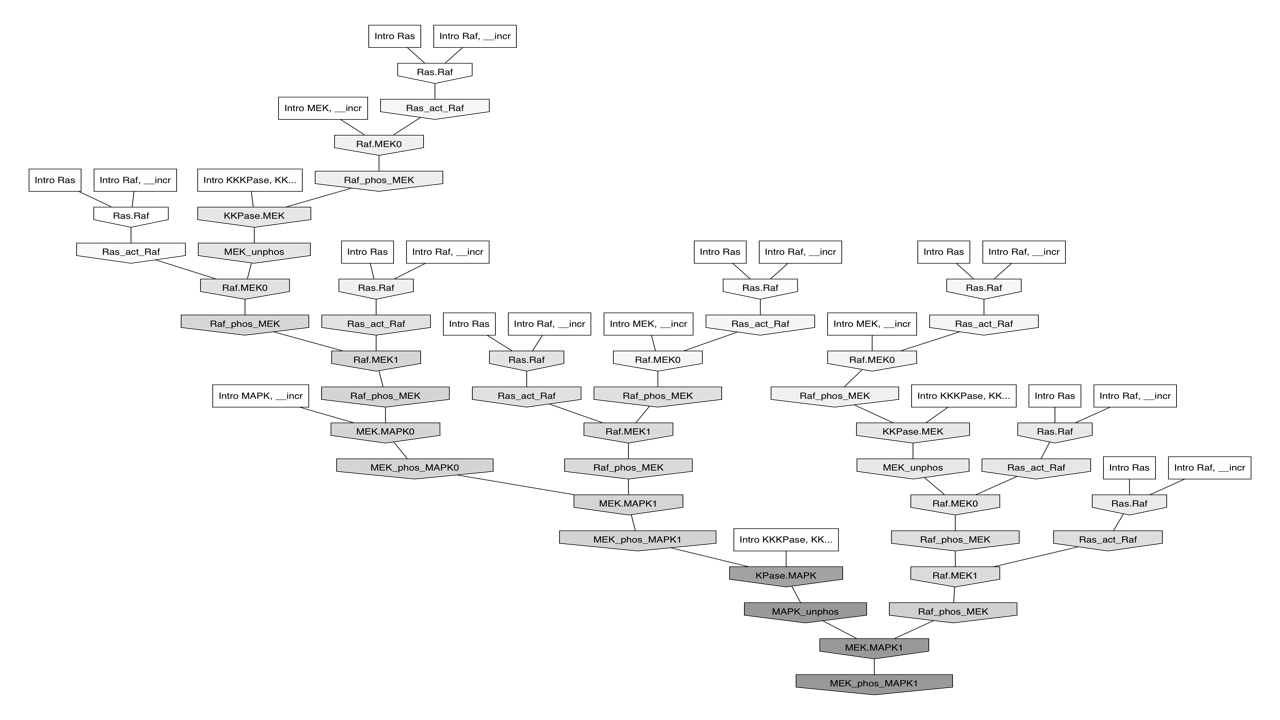 Intro Ras
Intro Raf, __incr
Ras.Raf
Intro MEK, __incr
Ras_act_Raf
Raf.MEK0
Intro Ras
Intro Raf, __incr
Intro KKKPase, KK...
Raf_phos_MEK
Ras.Raf
KKPase.MEK
Ras_act_Raf
MEK_unphos
Intro Ras
Intro Raf, __incr
Intro Ras
Intro Raf, __incr
Intro Ras
Intro Raf, __incr
Raf.MEK0
Ras.Raf
Ras.Raf
Ras.Raf
Raf_phos_MEK
Ras_act_Raf
Intro Ras
Intro Raf, __incr
Intro MEK, __incr
Ras_act_Raf
Intro MEK, __incr
Ras_act_Raf
Raf.MEK1
Ras.Raf
Raf.MEK0
Raf.MEK0
Intro MAPK, __incr
Raf_phos_MEK
Ras_act_Raf
Raf_phos_MEK
Raf_phos_MEK
Intro KKKPase, KK...
Intro Ras
Intro Raf, __incr
MEK.MAPK0
Raf.MEK1
KKPase.MEK
Ras.Raf
MEK_phos_MAPK0
Raf_phos_MEK
MEK_unphos
Ras_act_Raf
Intro Ras
Intro Raf, __incr
MEK.MAPK1
Raf.MEK0
Ras.Raf
MEK_phos_MAPK1
Intro KKKPase, KK...
Raf_phos_MEK
Ras_act_Raf
KPase.MAPK
Raf.MEK1
MAPK_unphos
Raf_phos_MEK
MEK.MAPK1
MEK_phos_MAPK1